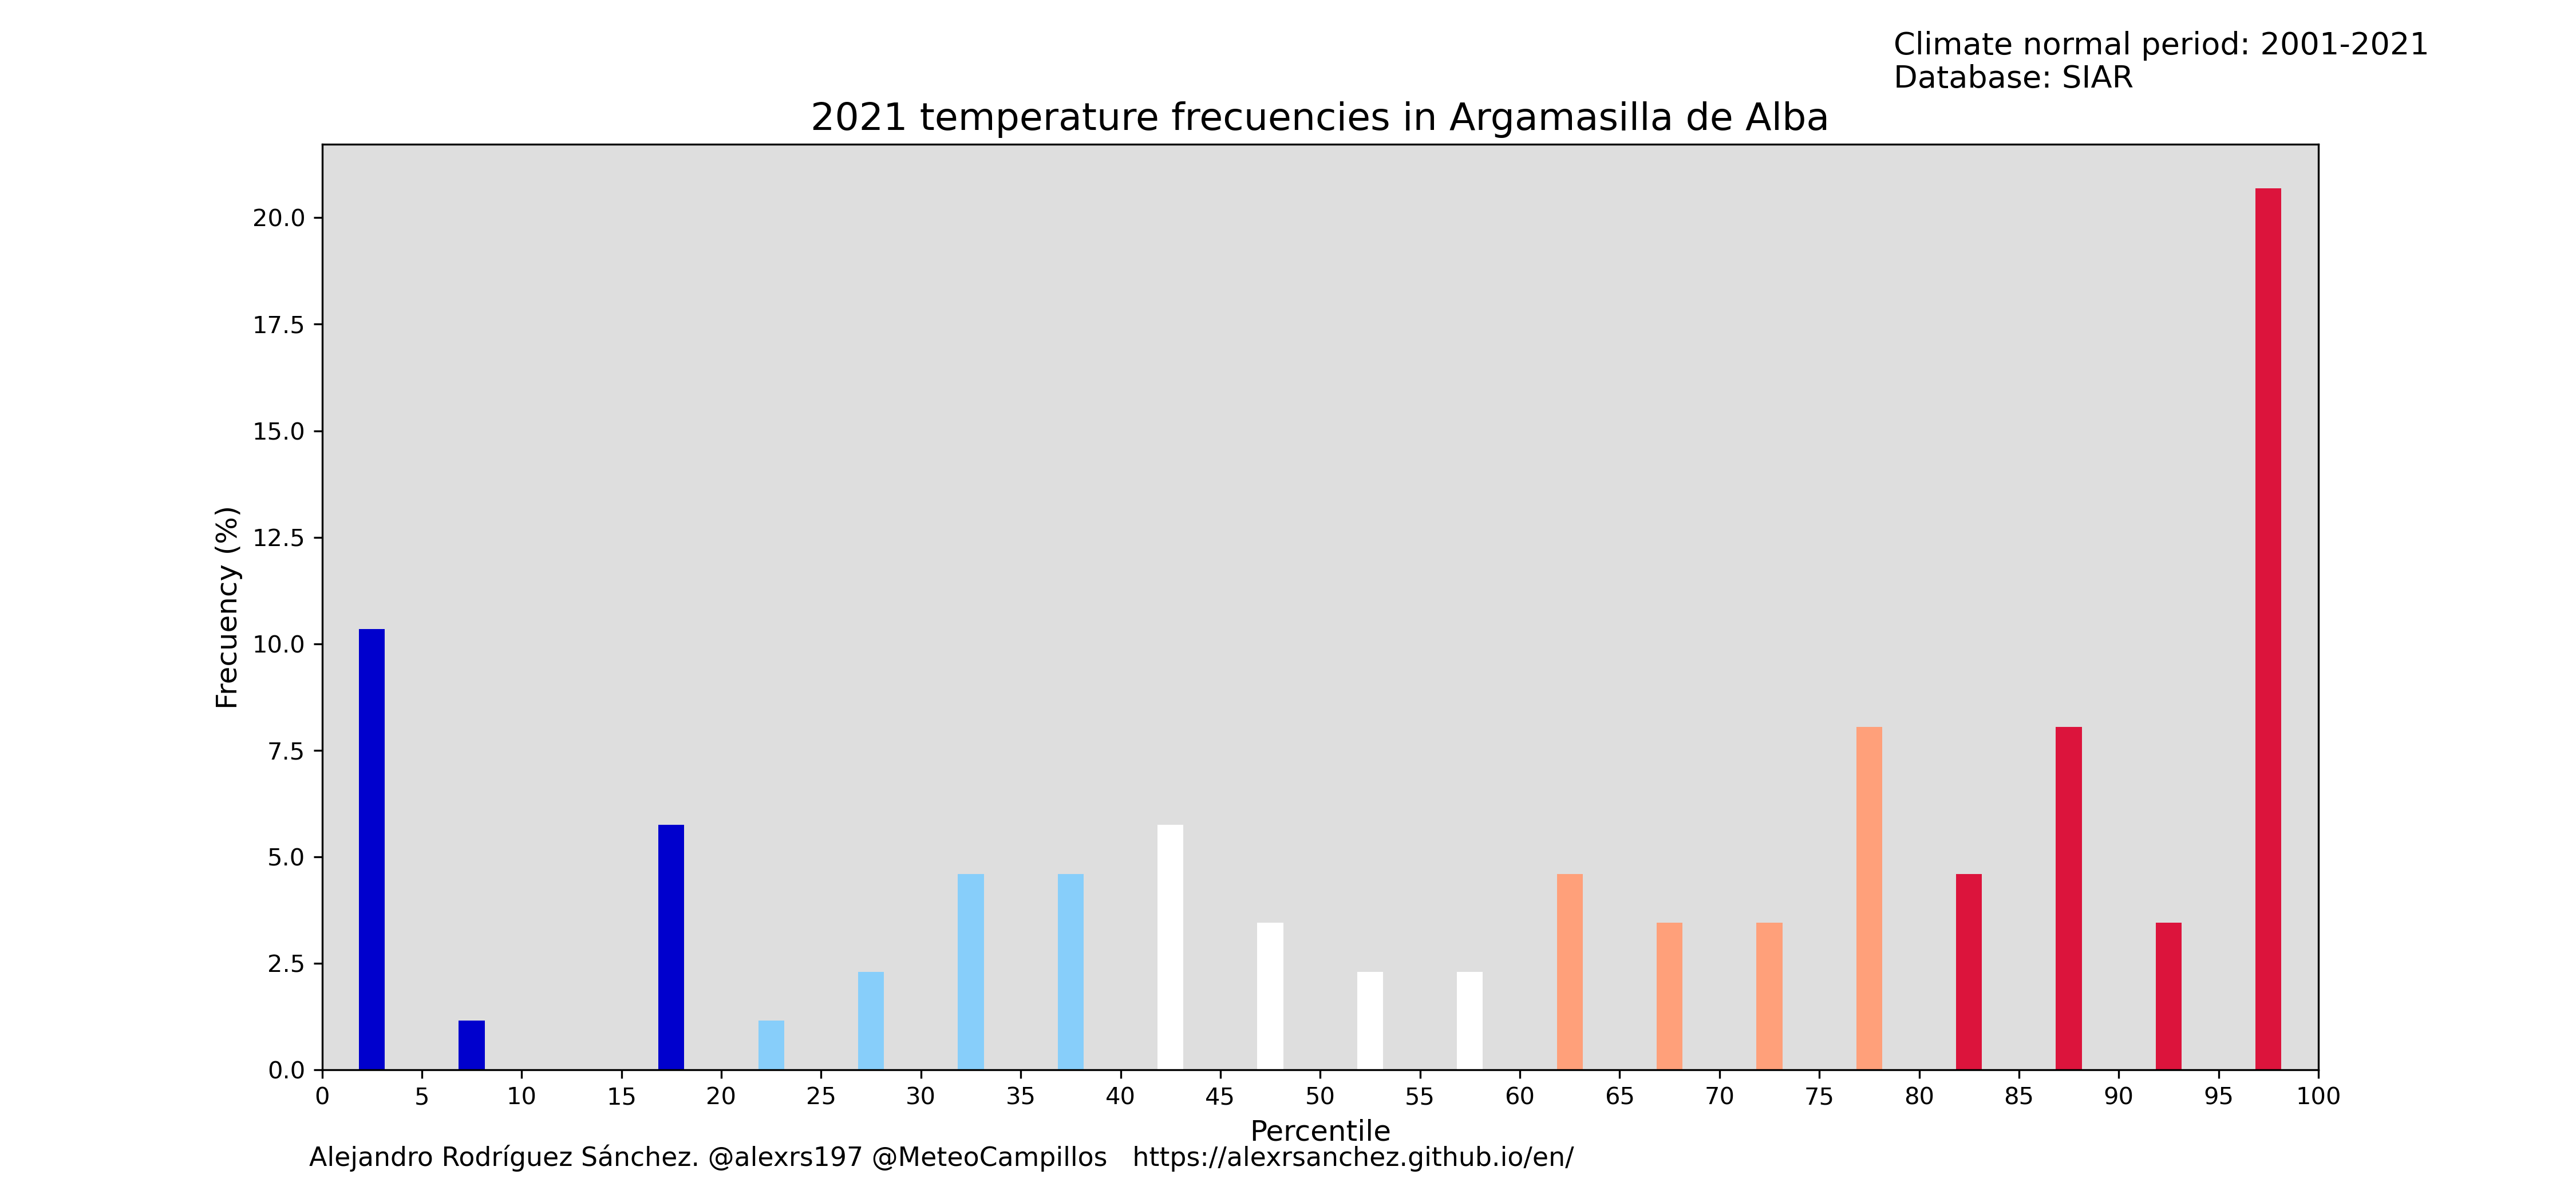 Climate normal period: 2001-2021
Database: SIAR
2021 temperature frecuencies in Argamasilla de Alba
Frecuency (%)
20.0
17.5
15.0
12.5
10.0
7.5
5.0
2.5
0.0
0 5 10 15 20 25 30 35 40 45 50 55 60 65 70 75 80 85 90 95 100
Percentile
Alejandro Rodríguez Sánchez. @alexrs197 @MeteoCampillos https://alexrsanchez.github.io/en/